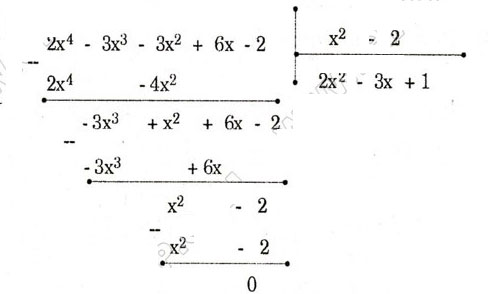 2x⁴ - 3x³ - 3x² + 6x - 2
x² - 2
--
2x⁴ - 4x²
2x² - 3x + 1
- 3x³ + x² + 6x - 2
--
- 3x³ + 6x
x² - 2
--
x² - 2
0